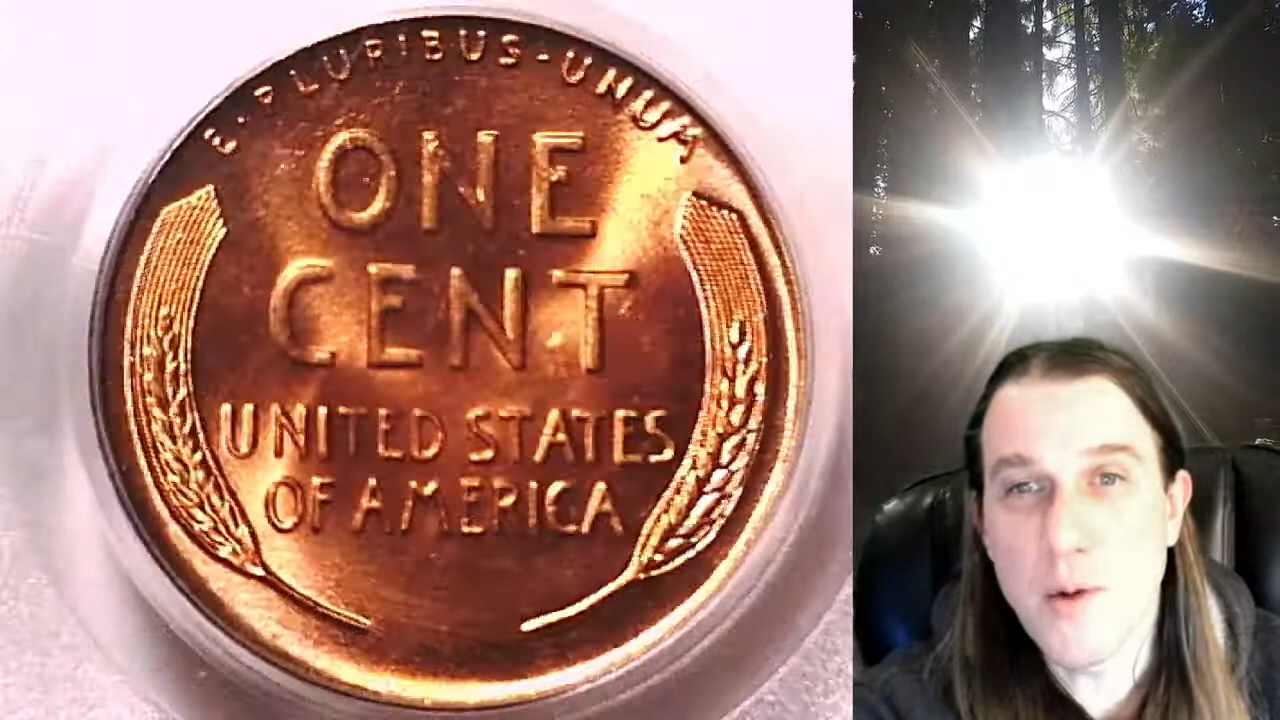 E·PLURIBUS·UNUM
ONE
CENT
UNITED STATES
OF AMERICA